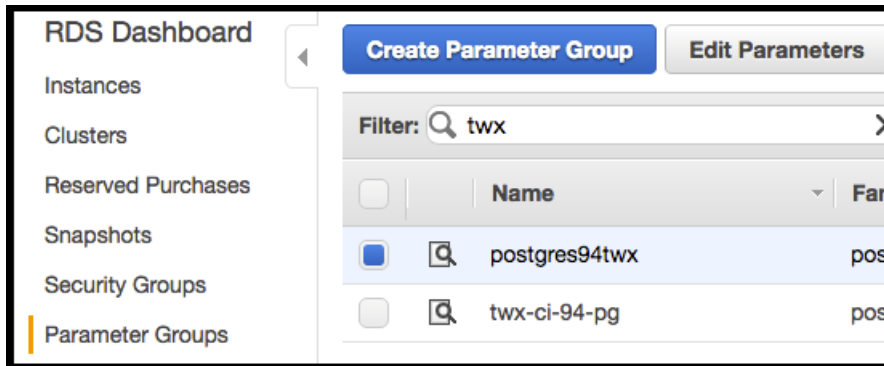 RDS Dashboard
Instances
Clusters
Reserved Purchases
Snapshots
Security Groups
Parameter Groups
Create Parameter Group Edit Parameters
Filter: twx
Name
postgres94twx
twx-ci-94-pg